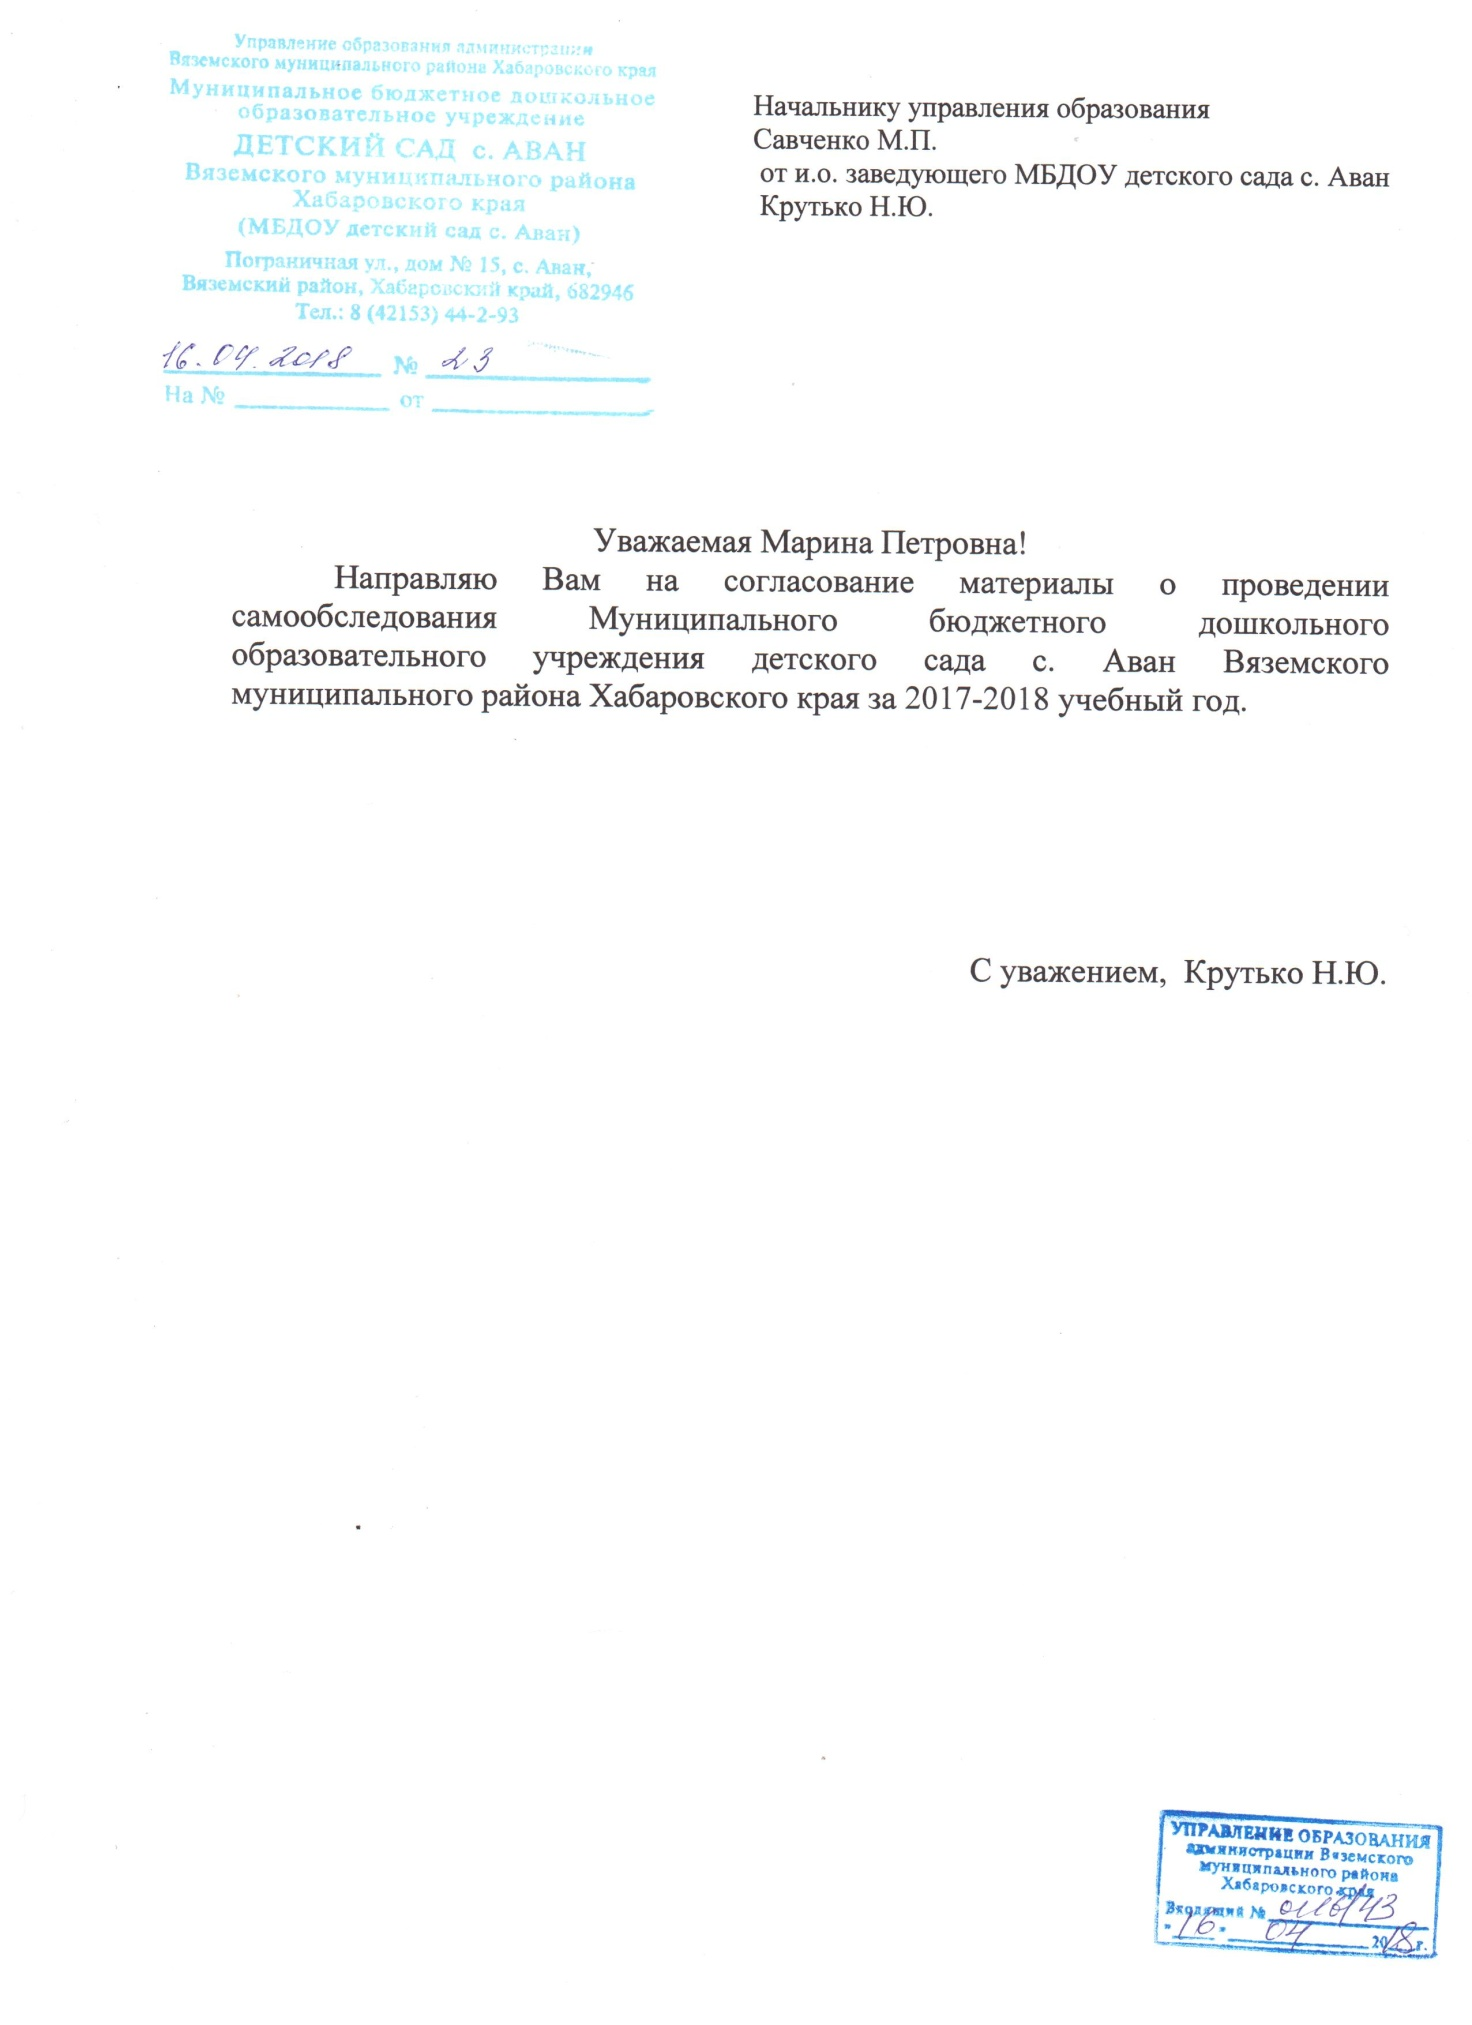 Управление образования администрации
Вяземского муниципального района Хабаровского края
Муниципальное бюджетное дошкольное
образовательное учреждение
ДЕТСКИЙ САД с. АВАН
Вяземского муниципального района
Хабаровского края
(МБДОУ детский сад с. Аван)
Пограничная ул., дом № 15, с. Аван,
Вяземский район, Хабаровский край, 682946
Тел.: 8 (42153) 44-2-93
16.04.2018 № 23
На № ____________ от ____________
Начальнику управления образования
Савченко М.П.
от и.о. заведующего МБДОУ детского сада с. Аван
Крутько Н.Ю.
Уважаемая Марина Петровна!
Направляю Вам на согласование материалы о проведении
самообследования Муниципального бюджетного дошкольного
образовательного учреждения детского сада с. Аван Вяземского
муниципального района Хабаровского края за 2017-2018 учебный год.
С уважением, Крутько Н.Ю.
УПРАВЛЕНИЕ ОБРАЗОВАНИЯ
администрации Вяземского
муниципального района
Хабаровского края
Входящий №
" 16 " 04 2018 г.